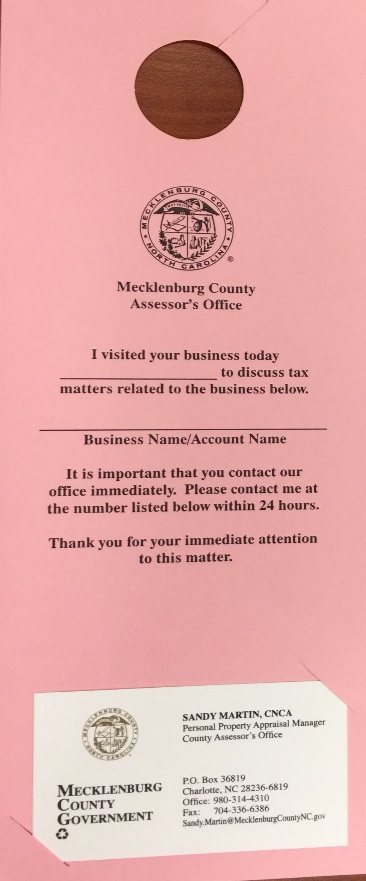 MECKLENBURG COUNTY
NORTH CAROLINA
®
Mecklenburg County
Assessor's Office
I visited your business today
____________________ to discuss tax
matters related to the business below.
Business Name/Account Name
It is important that you contact our
office immediately. Please contact me at
the number listed below within 24 hours.
Thank you for your immediate attention
to this matter.
MECKLENBURG COUNTY
NORTH CAROLINA
MECKLENBURG
COUNTY
GOVERNMENT
SANDY MARTIN, CNCA
Personal Property Appraisal Manager
County Assessor's Office
P.O. Box 36819
Charlotte, NC 28236-6819
Office: 980-314-4310
Fax: 704-336-6386
Sandy.Martin@MecklenburgCountyNC.gov